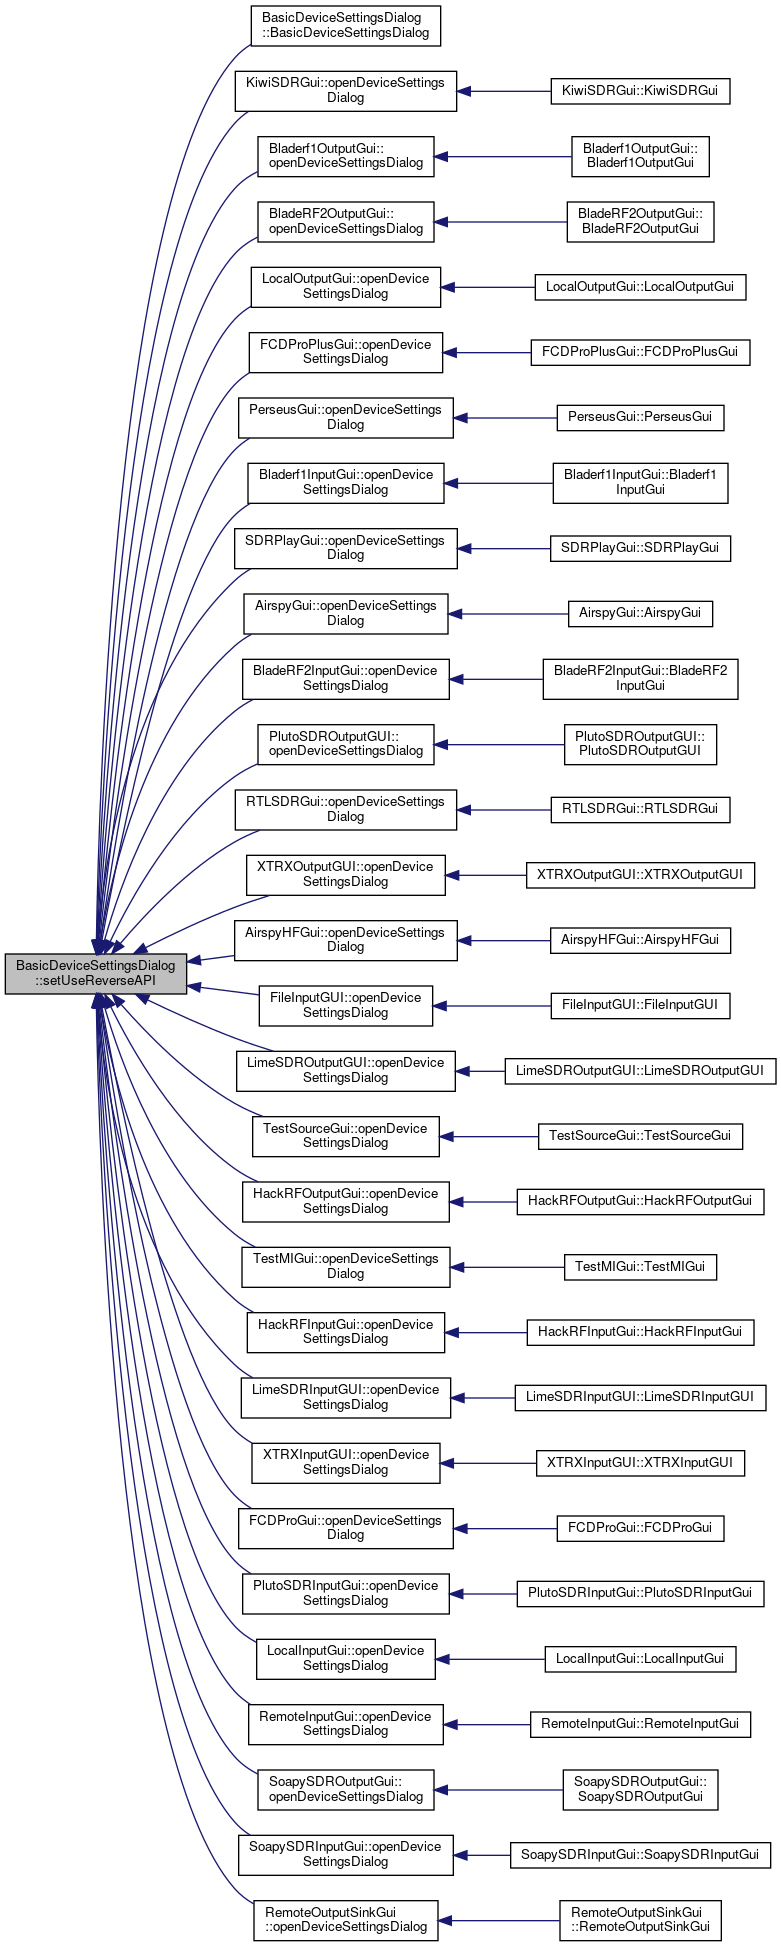 BasicDeviceSettingsDialog
::BasicDeviceSettingsDialog
KiwiSDRGui::openDeviceSettings
Dialog
KiwiSDRGui::KiwiSDRGui
Bladerf1OutputGui::
openDeviceSettingsDialog
Bladerf1OutputGui::
Bladerf1OutputGui
BladeRF2OutputGui::
openDeviceSettingsDialog
BladeRF2OutputGui::
BladeRF2OutputGui
LocalOutputGui::openDevice
SettingsDialog
LocalOutputGui::LocalOutputGui
FCDProPlusGui::openDevice
SettingsDialog
FCDProPlusGui::FCDProPlusGui
PerseusGui::openDeviceSettings
Dialog
PerseusGui::PerseusGui
Bladerf1InputGui::openDevice
SettingsDialog
Bladerf1InputGui::Bladerf1
InputGui
SDRPlayGui::openDeviceSettings
Dialog
SDRPlayGui::SDRPlayGui
AirspyGui::openDeviceSettings
Dialog
AirspyGui::AirspyGui
BladeRF2InputGui::openDevice
SettingsDialog
BladeRF2InputGui::BladeRF2
InputGui
PlutoSDROutputGUI::
openDeviceSettingsDialog
PlutoSDROutputGUI::
PlutoSDROutputGUI
RTLSDRGui::openDeviceSettings
Dialog
RTLSDRGui::RTLSDRGui
XTRXOutputGUI::openDevice
SettingsDialog
XTRXOutputGUI::XTRXOutputGUI
AirspyHFGui::openDeviceSettings
Dialog
AirspyHFGui::AirspyHFGui
BasicDeviceSettingsDialog
::setUseReverseAPI
FileInputGUI::openDevice
SettingsDialog
FileInputGUI::FileInputGUI
LimeSDROutputGUI::openDevice
SettingsDialog
LimeSDROutputGUI::LimeSDROutputGUI
TestSourceGui::openDevice
SettingsDialog
TestSourceGui::TestSourceGui
HackRFOutputGui::openDevice
SettingsDialog
HackRFOutputGui::HackRFOutputGui
TestMIGui::openDeviceSettings
Dialog
TestMIGui::TestMIGui
HackRFInputGui::openDevice
SettingsDialog
HackRFInputGui::HackRFInputGui
LimeSDRInputGUI::openDevice
SettingsDialog
LimeSDRInputGUI::LimeSDRInputGUI
XTRXInputGUI::openDevice
SettingsDialog
XTRXInputGUI::XTRXInputGUI
FCDProGui::openDeviceSettings
Dialog
FCDProGui::FCDProGui
PlutoSDRInputGui::openDevice
SettingsDialog
PlutoSDRInputGui::PlutoSDRInputGui
LocalInputGui::openDevice
SettingsDialog
LocalInputGui::LocalInputGui
RemoteInputGui::openDevice
SettingsDialog
RemoteInputGui::RemoteInputGui
SoapySDROutputGui::
openDeviceSettingsDialog
SoapySDROutputGui::
SoapySDROutputGui
SoapySDRInputGui::openDevice
SettingsDialog
SoapySDRInputGui::SoapySDRInputGui
RemoteOutputSinkGui
::openDeviceSettingsDialog
RemoteOutputSinkGui
::RemoteOutputSinkGui